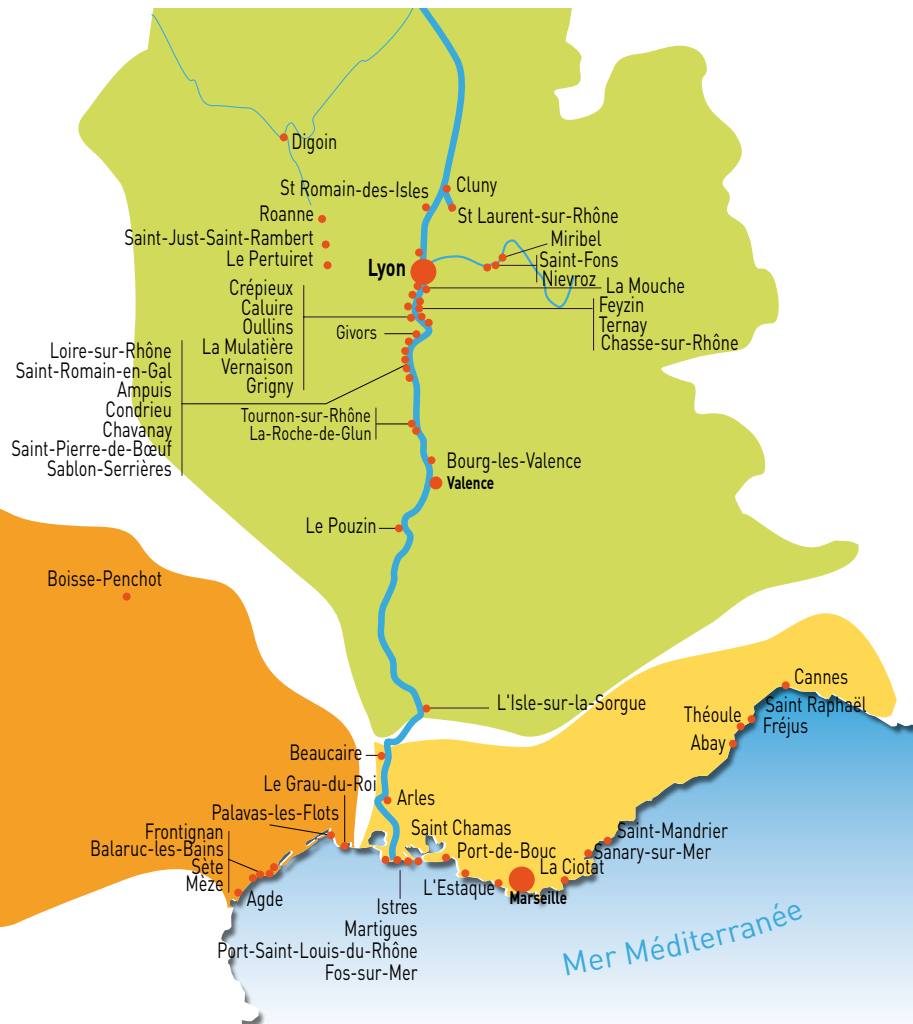 Digoin
St Romain-des-Isles
Cluny
Roanne
St Laurent-sur-Rhône
Saint-Just-Saint-Rambert
Miribel
Le Pertuiret
Saint-Fons
Lyon
Nievroz
Crépieux
La Mouche
Caluire
Feyzin
Oullins
Ternay
Givors
Chasse-sur-Rhône
La Mulatière
Vernaison
Grigny
Loire-sur-Rhône
Saint-Romain-en-Gal
Ampuis
Condrieu
Chavanay
Saint-Pierre-de-Bœuf
Sablon-Serrières
Tournon-sur-Rhône
La-Roche-de-Glun
Bourg-les-Valence
Valence
Le Pouzin
Boisse-Penchot
L'Isle-sur-la-Sorgue
Cannes
Saint Raphaël
Théoule
Fréjus
Abay
Beaucaire
Le Grau-du-Roi
Arles
Palavas-les-Flots
Frontignan
Balaruc-les-Bains
Sète
Mèze
Agde
Saint Chamas
Port-de-Bouc
Saint-Mandrier
Sanary-sur-Mer
La Ciotat
L'Estaque
Marseille
Istres
Martigues
Port-Saint-Louis-du-Rhône
Fos-sur-Mer
Mer Méditerranée